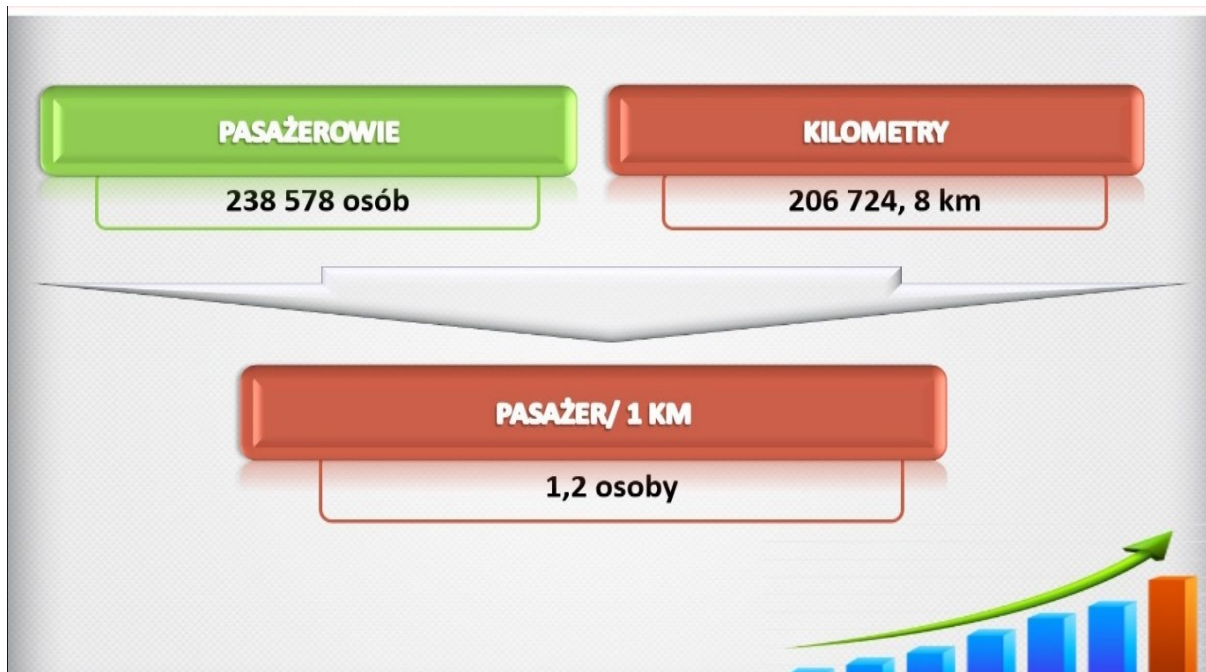 PASAŻEROWIE
238 578 osób
KILOMETRY
206 724, 8 km
PASAŻER/ 1 KM
1,2 osoby